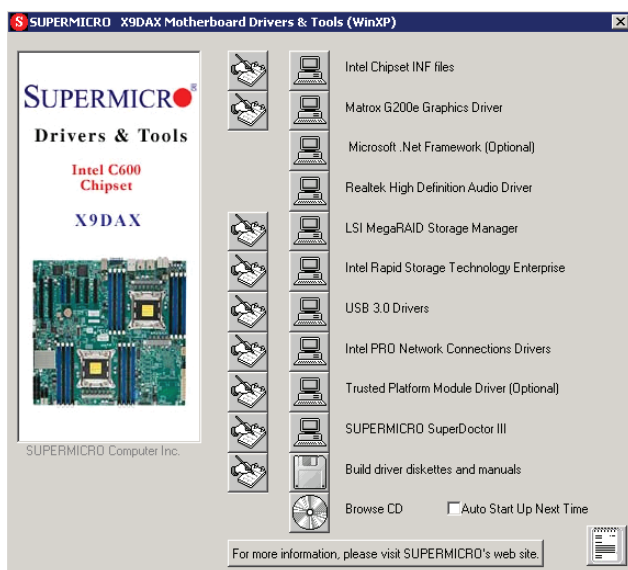 SUPERMICRO X9DAX Motherboard Drivers & Tools (WinXP)
SUPERMICRO®
Drivers & Tools
Intel C600
Chipset
X9DAX
SUPERMICRO Computer Inc.
Intel Chipset INF files
Matrox G200e Graphics Driver
Microsoft .Net Framework (Optional)
Realtek High Definition Audio Driver
LSI MegaRAID Storage Manager
Intel Rapid Storage Technology Enterprise
USB 3.0 Drivers
Intel PRO Network Connections Drivers
Trusted Platform Module Driver (Optional)
SUPERMICRO SuperDoctor III
Build driver diskettes and manuals
Browse CD
Auto Start Up Next Time
For more information, please visit SUPERMICRO's web site.